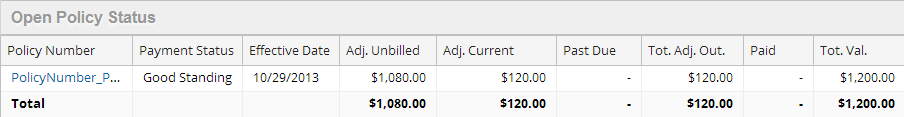 Open Policy Status
Policy Number Payment Status Effective Date Adj. Unbilled Adj. Current Past Due Tot. Adj. Out. Paid Tot. Val.
PolicyNumber_P... Good Standing 10/29/2013 $1,080.00 $120.00 - $120.00 - $1,200.00
Total $1,080.00 $120.00 - $120.00 - $1,200.00